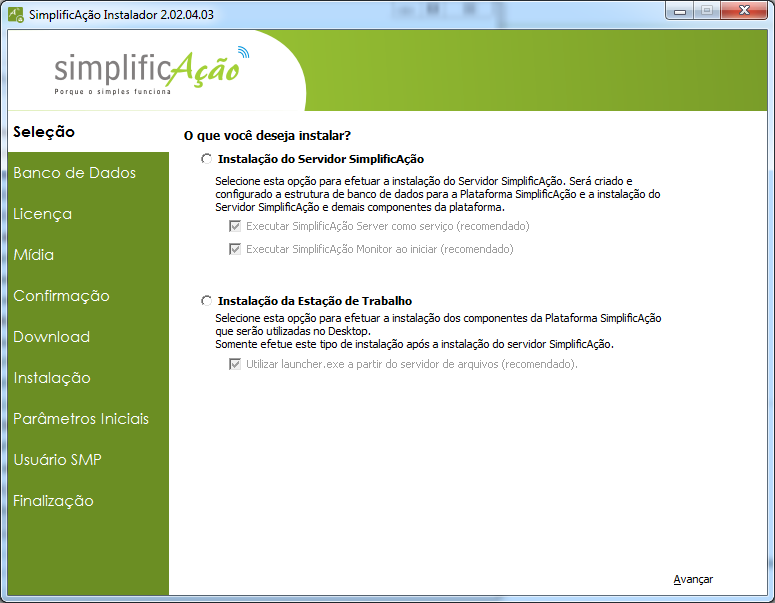 SimplificAção Instalador 2.02.04.03
simplificAção
Porque o simples funciona
Seleção
Banco de Dados
Licença
Mídia
Confirmação
Download
Instalação
Parâmetros Iniciais
Usuário SMP
Finalização
O que você deseja instalar?
Instalação do Servidor SimplificAção
Selecione esta opção para efetuar a instalação do Servidor SimplificAção. Será criado e
configurado a estrutura de banco de dados para a Plataforma SimplificAção e a instalação do
Servidor SimplificAção e demais componentes da plataforma.
Executar SimplificAção Server como serviço (recomendado)
Executar SimplificAção Monitor ao iniciar (recomendado)
Instalação da Estação de Trabalho
Selecione esta opção para efetuar a instalação dos componentes da Plataforma SimplificAção
que serão utilizadas no Desktop.
Somente efetue este tipo de instalação após a instalação do servidor SimplificAção.
Utilizar launcher.exe a partir do servidor de arquivos (recomendado).
Avançar